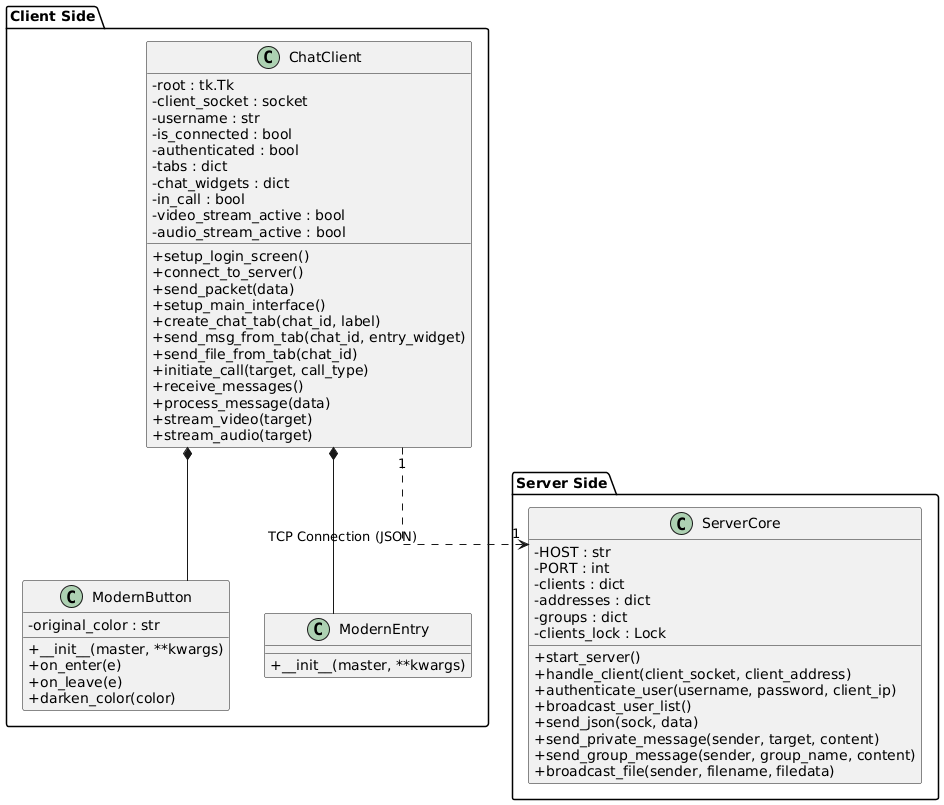 Client Side
C ChatClient
-root : tk.Tk
-client_socket : socket
-username : str
-is_connected : bool
-authenticated : bool
-tabs : dict
-chat_widgets : dict
-in_call : bool
-video_stream_active : bool
-audio_stream_active : bool
+setup_login_screen()
+connect_to_server()
+send_packet(data)
+setup_main_interface()
+create_chat_tab(chat_id, label)
+send_msg_from_tab(chat_id, entry_widget)
+send_file_from_tab(chat_id)
+initiate_call(target, call_type)
+receive_messages()
+process_message(data)
+stream_video(target)
+stream_audio(target)
1
TCP Connection (JSON)
1
C ModernButton
-original_color : str
+__init__(master, **kwargs)
+on_enter(e)
+on_leave(e)
+darken_color(color)
C ModernEntry
+__init__(master, **kwargs)
Server Side
C ServerCore
-HOST : str
-PORT : int
-clients : dict
-addresses : dict
-groups : dict
-clients_lock : Lock
+start_server()
+handle_client(client_socket, client_address)
+authenticate_user(username, password, client_ip)
+broadcast_user_list()
+send_json(sock, data)
+send_private_message(sender, target, content)
+send_group_message(sender, group_name, content)
+broadcast_file(sender, filename, filedata)